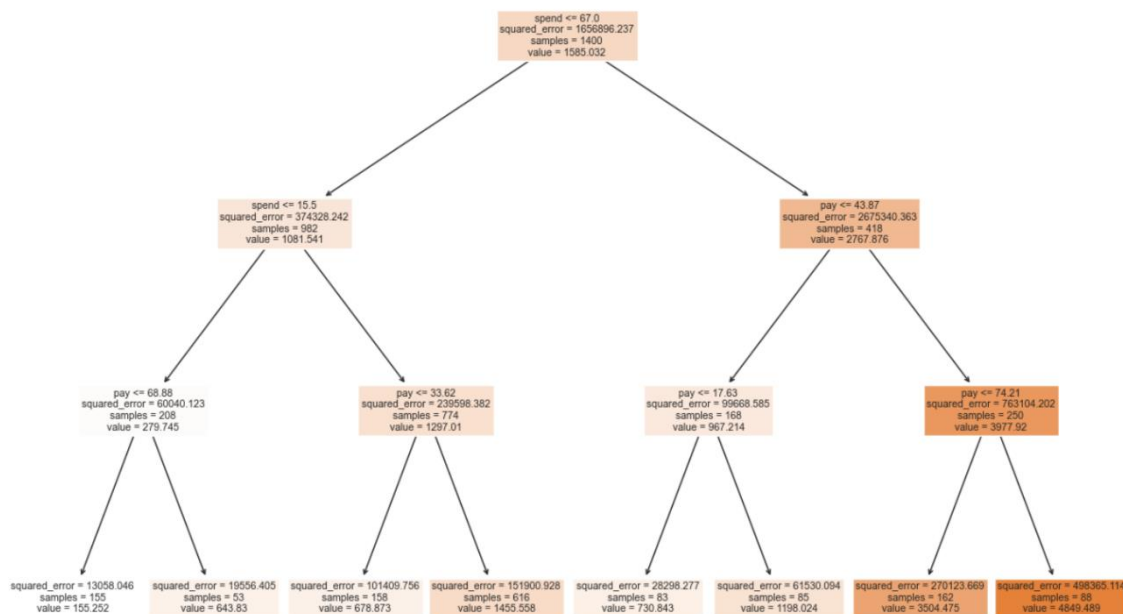 spend <= 67.0
squared_error = 1656896.237
samples = 1400
value = 1585.032
spend <= 15.5
squared_error = 374328.242
samples = 982
value = 1081.541
pay <= 43.87
squared_error = 2675340.363
samples = 418
value = 2767.876
pay <= 68.88
squared_error = 60040.123
samples = 208
value = 279.745
pay <= 33.62
squared_error = 239598.382
samples = 774
value = 1297.01
pay <= 17.63
squared_error = 99668.585
samples = 168
value = 967.214
pay <= 74.21
squared_error = 763104.202
samples = 250
value = 3977.92
squared_error = 13058.046
samples = 155
value = 155.252
squared_error = 19556.405
samples = 53
value = 643.83
squared_error = 101409.756
samples = 158
value = 678.873
squared_error = 151900.928
samples = 616
value = 1455.558
squared_error = 28298.277
samples = 83
value = 730.843
squared_error = 61530.094
samples = 85
value = 1198.024
squared_error = 270123.669
samples = 162
value = 3504.475
squared_error = 498365.114
samples = 88
value = 4849.489